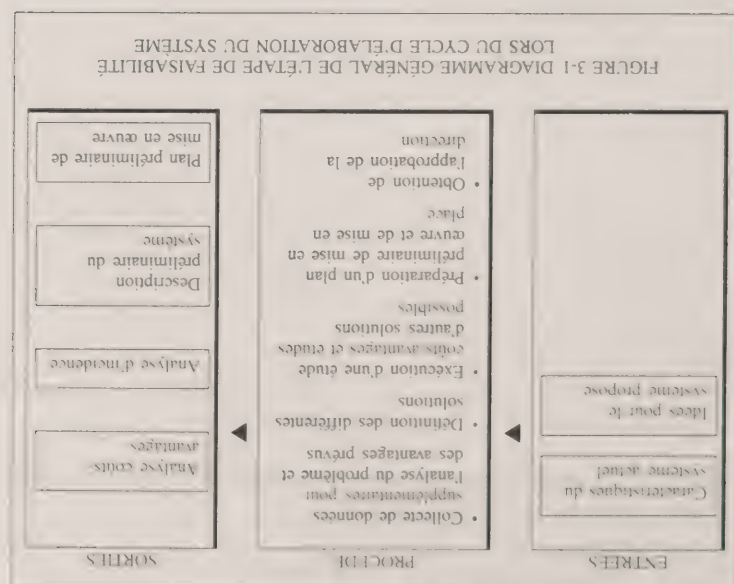 ENTRÉES
Caractéristiques du
système actuel
Idées pour le
système proposé
PROCÉDÉ
• Collecte de données
supplémentaires pour
l'analyse du problème et
des avantages prévus
• Définition des différentes
solutions
• Exécution d'une étude
coûts avantages et études
d'autres solutions
possibles
• Préparation d'un plan
préliminaire de mise en
œuvre et de mise en
place
• Obtention de
l'approbation de la
direction
SORTIES
Analyse coûts-
avantages
Analyse d'incidence
Description
préliminaire du
système
Plan préliminaire de
mise en œuvre
FIGURE 3-1 DIAGRAMME GÉNÉRAL DE L'ÉTAPE DE FAISABILITÉ
LORS DU CYCLE D'ÉLABORATION DU SYSTÈME